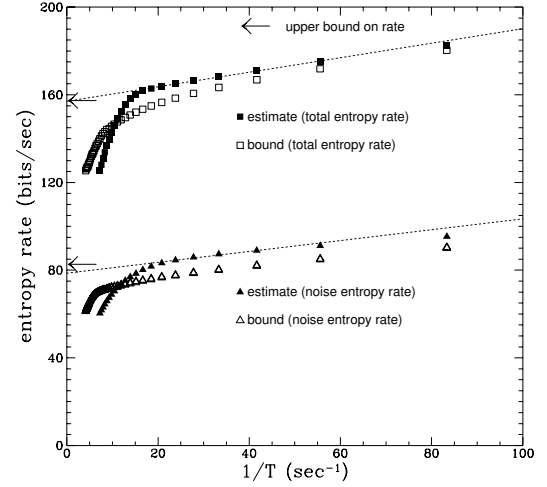 200
160
120
80
40
0
0
20
40
60
80
100
entropy rate (bits/sec)
1/T (sec⁻¹)
upper bound on rate
estimate (total entropy rate)
bound (total entropy rate)
estimate (noise entropy rate)
bound (noise entropy rate)